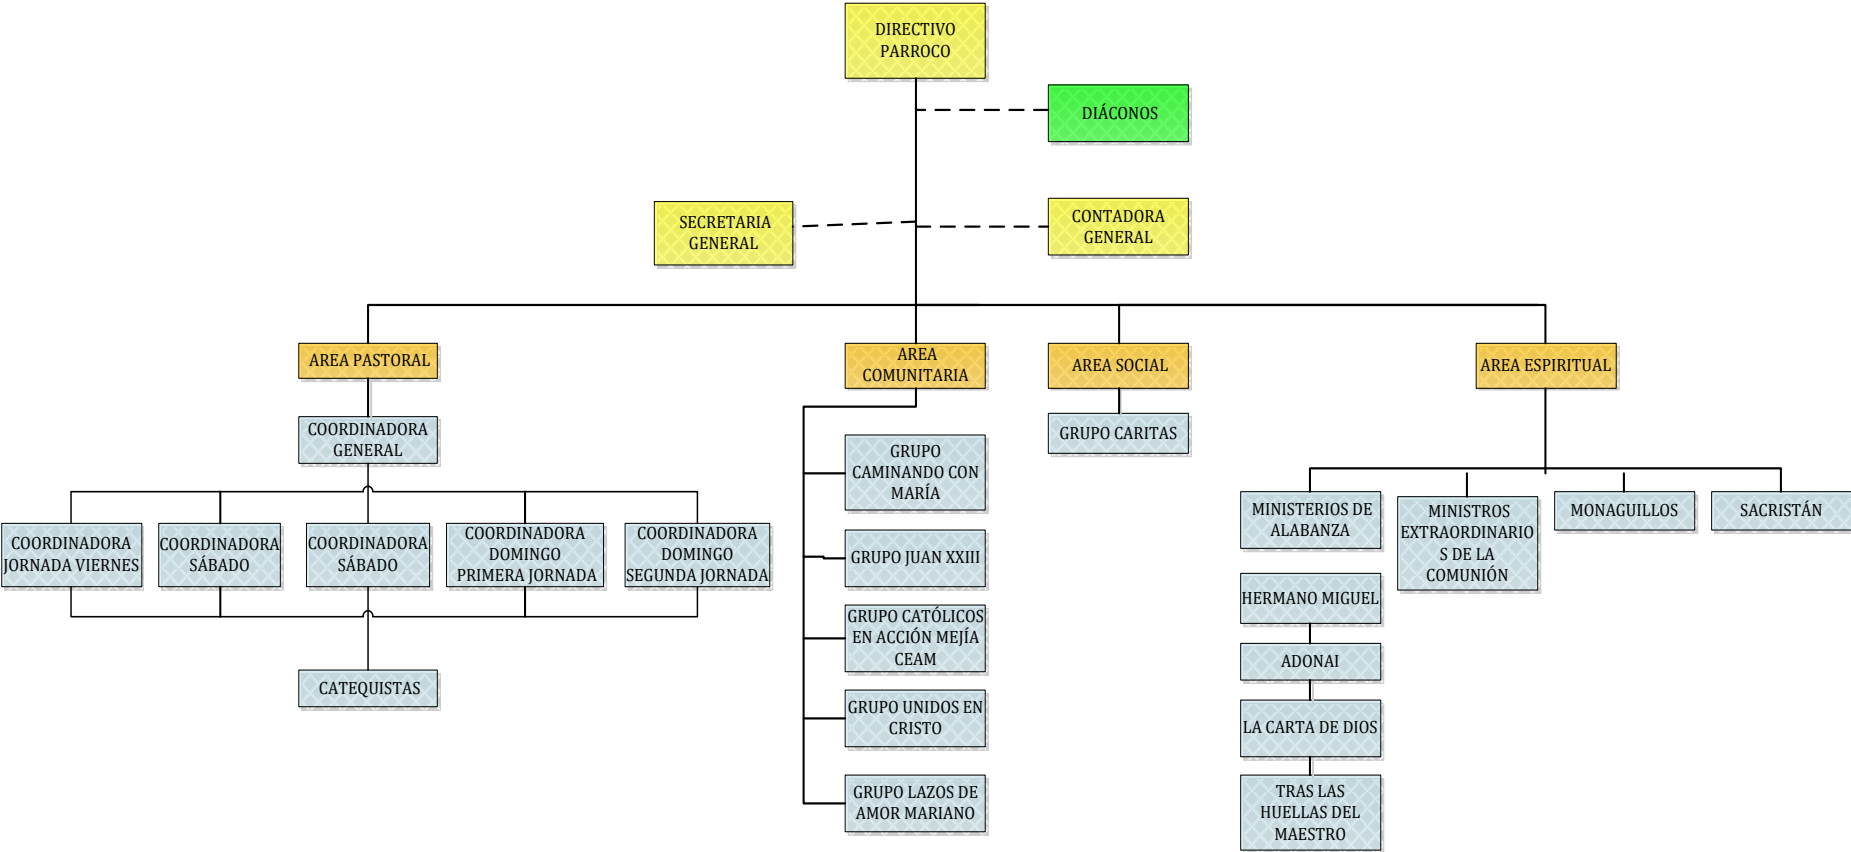 DIRECTIVO
PARROCO
DIÁCONOS
SECRETARIA
GENERAL
CONTADORA
GENERAL
AREA PASTORAL
AREA
COMUNITARIA
AREA SOCIAL
AREA ESPIRITUAL
COORDINADORA
GENERAL
COORDINADORA
JORNADA VIERNES
COORDINADORA
SÁBADO
COORDINADORA
SÁBADO
COORDINADORA
DOMINGO
PRIMERA JORNADA
COORDINADORA
DOMINGO
SEGUNDA JORNADA
CATEQUISTAS
GRUPO
CAMINANDO CON
MARÍA
GRUPO JUAN XXIII
GRUPO CATÓLICOS
EN ACCIÓN MEJÍA
CEAM
GRUPO UNIDOS EN
CRISTO
GRUPO LAZOS DE
AMOR MARIANO
GRUPO CARITAS
MINISTERIOS DE
ALABANZA
MINISTROS
EXTRAORDINARIO
S DE LA
COMUNIÓN
MONAGUILLOS
SACRISTÁN
HERMANO MIGUEL
ADONAI
LA CARTA DE DIOS
TRAS LAS
HUELLAS DEL
MAESTRO